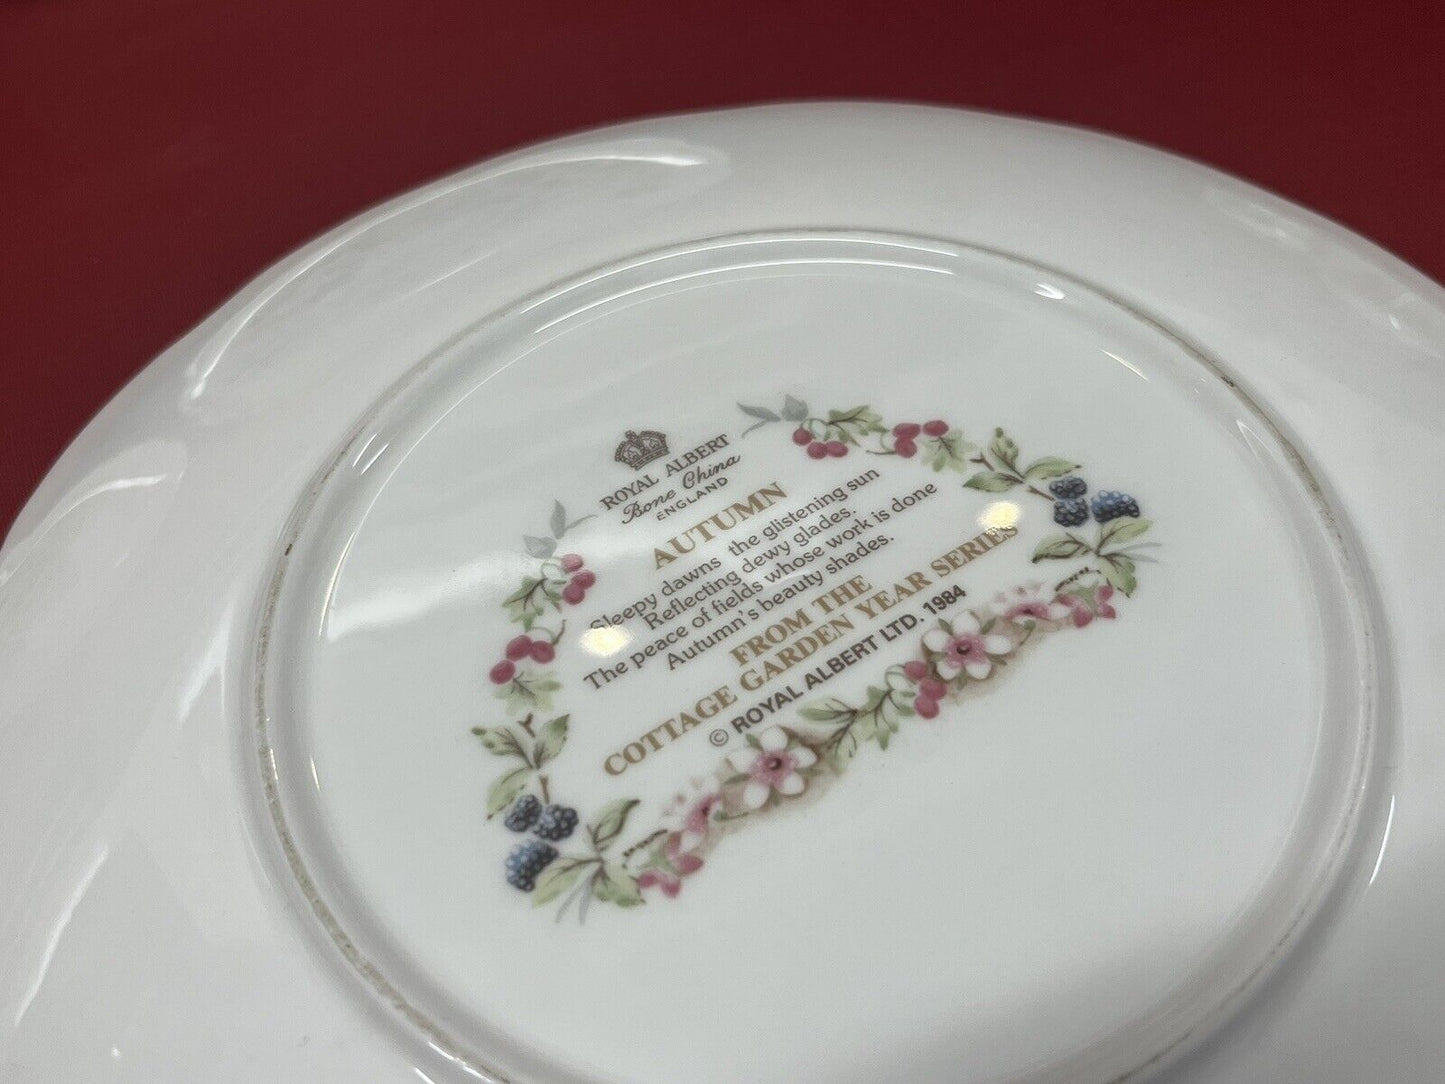 ROYAL ALBERT
Bone China
ENGLAND
AUTUMN
Sleepy dawns the glistening sun
Reflecting dewy glades.
The peace of fields whose work is done
Autumn's beauty shades.
FROM THE
COTTAGE GARDEN YEAR SERIES
© ROYAL ALBERT LTD. 1984